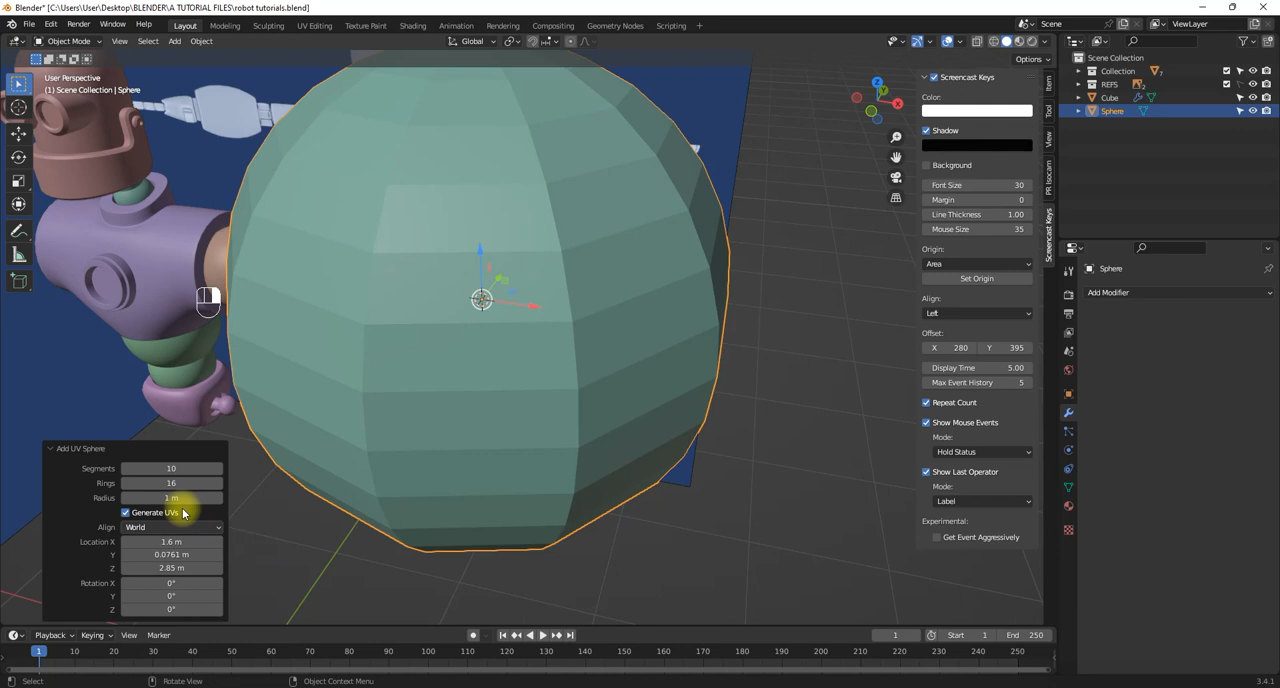 Blender* [C:\Users\User\Desktop\BLENDER\A TUTORIAL FILES\robot tutorials.blend]
File Edit Render Window Help Layout Modeling Sculpting UV Editing Texture Paint Shading Animation Rendering Compositing Geometry Nodes Scripting + Scene ViewLayer
Object Mode View Select Add Object Global
Options
User Perspective
(1) Scene Collection | Sphere
Z
Y
X
Screencast Keys
Color:
Shadow
Background
Font Size 30
Margin 0
Line Thickness 1.00
Mouse Size 35
Origin:
Area
Set Origin
Align:
Left
Offset:
X 280 Y 395
Display Time 5.00
Max Event History 5
Repeat Count
Show Mouse Events
Mode:
Hold Status
Show Last Operator
Mode:
Label
Experimental:
Get Event Aggressively
Item
Tool
View
PR Isocam
Screencast Keys
Scene Collection
Collection 7
REFS 2
Cube
Sphere
Sphere
Add Modifier
Add UV Sphere
Segments 10
Rings 16
Radius 1 m
Generate UVs
Align World
Location X 1.6 m
Y 0.0761 m
Z 2.85 m
Rotation X 0°
Y 0°
Z 0°
Playback Keying View Marker 1 Start 1 End 250
1 10 20 30 40 50 60 70 80 90 100 110 120 130 140 150 160 170 180 190 200 210 220 230 240 250
Select Rotate View Object Context Menu 3.4.1